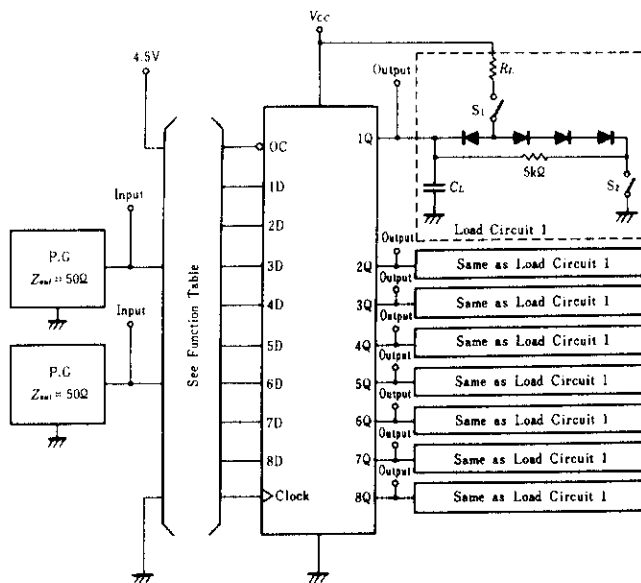 VCC
4.5V
Output
RL
S1
1Q
OC
1D
5kΩ
CL
S2
Input
2D
Load Circuit 1
P.G
Zout = 50Ω
Output
2Q
Same as Load Circuit 1
3D
Output
Input
See Function Table
3Q
Same as Load Circuit 1
4D
Output
4Q
Same as Load Circuit 1
P.G
Zout = 50Ω
5D
Output
5Q
Same as Load Circuit 1
6D
Output
6Q
Same as Load Circuit 1
7D
Output
7Q
Same as Load Circuit 1
8D
Output
Clock
8Q
Same as Load Circuit 1